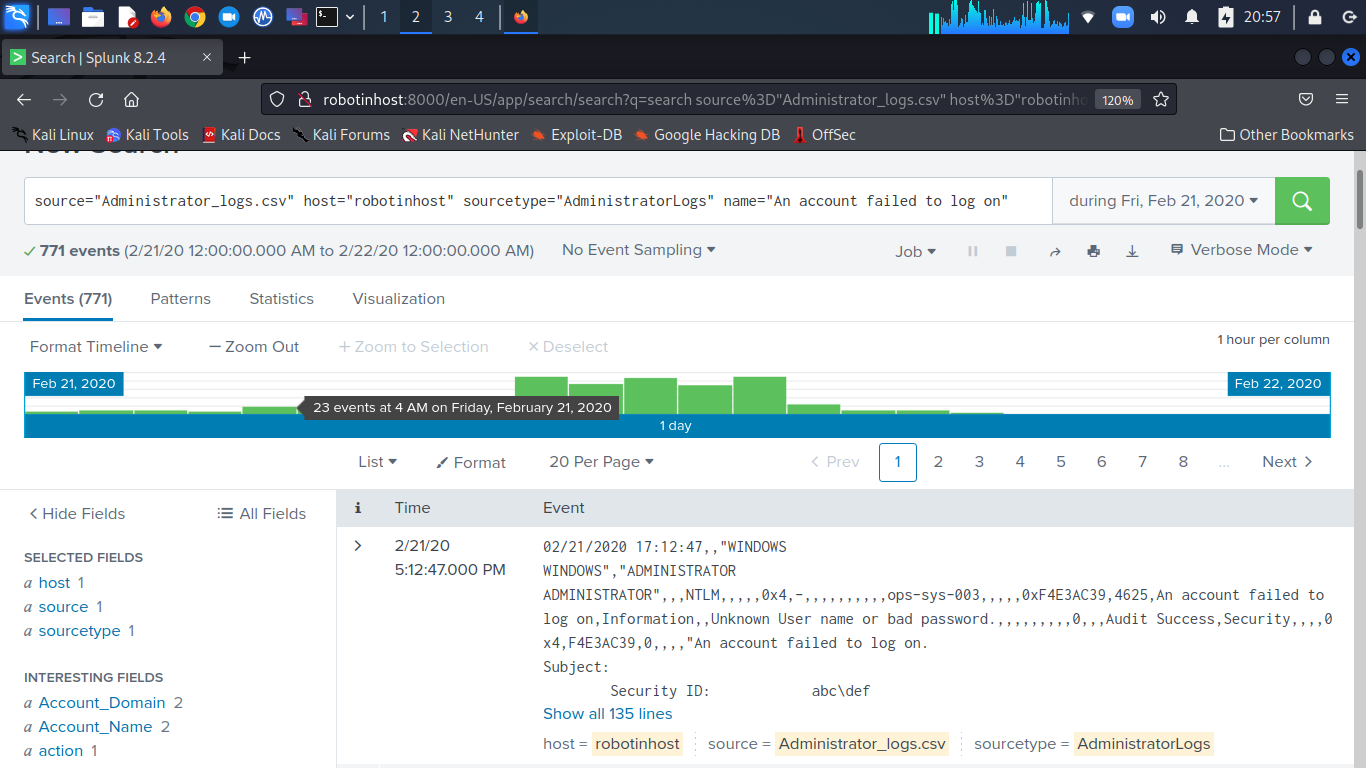 1 2 3 4 20:57
Search | Splunk 8.2.4
robotinhost:8000/en-US/app/search/search?q=search source%3D"Administrator_logs.csv" host%3D"robotinho 120%
Kali Linux Kali Tools Kali Docs Kali Forums Kali NetHunter Exploit-DB Google Hacking DB OffSec Other Bookmarks
New Search
source="Administrator_logs.csv" host="robotinhost" sourcetype="AdministratorLogs" name="An account failed to log on" during Fri, Feb 21, 2020
771 events (2/21/20 12:00:00.000 AM to 2/22/20 12:00:00.000 AM) No Event Sampling Job Verbose Mode
Events (771) Patterns Statistics Visualization
Format Timeline — Zoom Out + Zoom to Selection × Deselect 1 hour per column
Feb 21, 2020 Feb 22, 2020
23 events at 4 AM on Friday, February 21, 2020
1 day
List Format 20 Per Page < Prev 1 2 3 4 5 6 7 8 ... Next >
< Hide Fields All Fields i Time Event
SELECTED FIELDS
a host 1
a source 1
a sourcetype 1
INTERESTING FIELDS
a Account_Domain 2
a Account_Name 2
a action 1
> 2/21/20
5:12:47.000 PM
02/21/2020 17:12:47,,"WINDOWS
WINDOWS","ADMINISTRATOR
ADMINISTRATOR",,,NTLM,,,,,0x4,-,,,,,,,,,,ops-sys-003,,,,,0xF4E3AC39,4625,An account failed to
log on,Information,,Unknown User name or bad password.,,,,,,,,,0,,,Audit Success,Security,,,,0
x4,F4E3AC39,0,,,,"An account failed to log on.
Subject:
Security ID: abc\def
Show all 135 lines
host = robotinhost source = Administrator_logs.csv sourcetype = AdministratorLogs